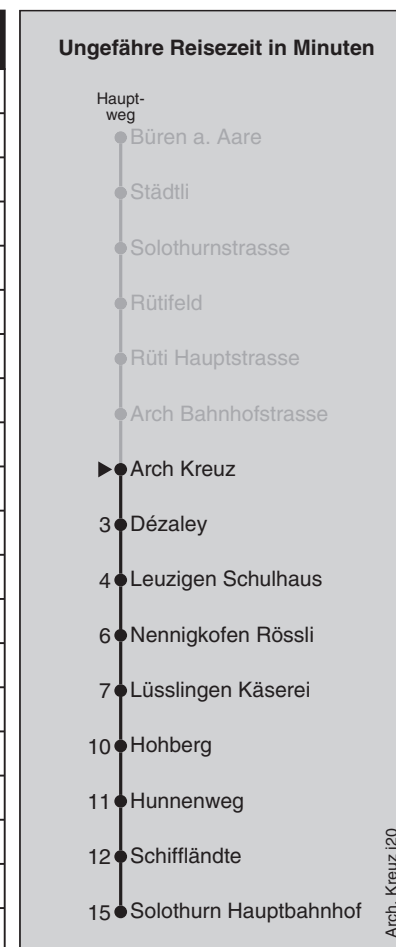 Ungefähre Reisezeit in Minuten
Haupt-
weg
Büren a. Aare
Städtli
Solothurnstrasse
Rütifeld
Rüti Hauptstrasse
Arch Bahnhofstrasse
Arch Kreuz
3 Dézaley
4 Leuzigen Schulhaus
6 Nennigkofen Rössli
7 Lüsslingen Käserei
10 Hohberg
11 Hunnenweg
12 Schiffländte
15 Solothurn Hauptbahnhof
Arch, Kreuz j20